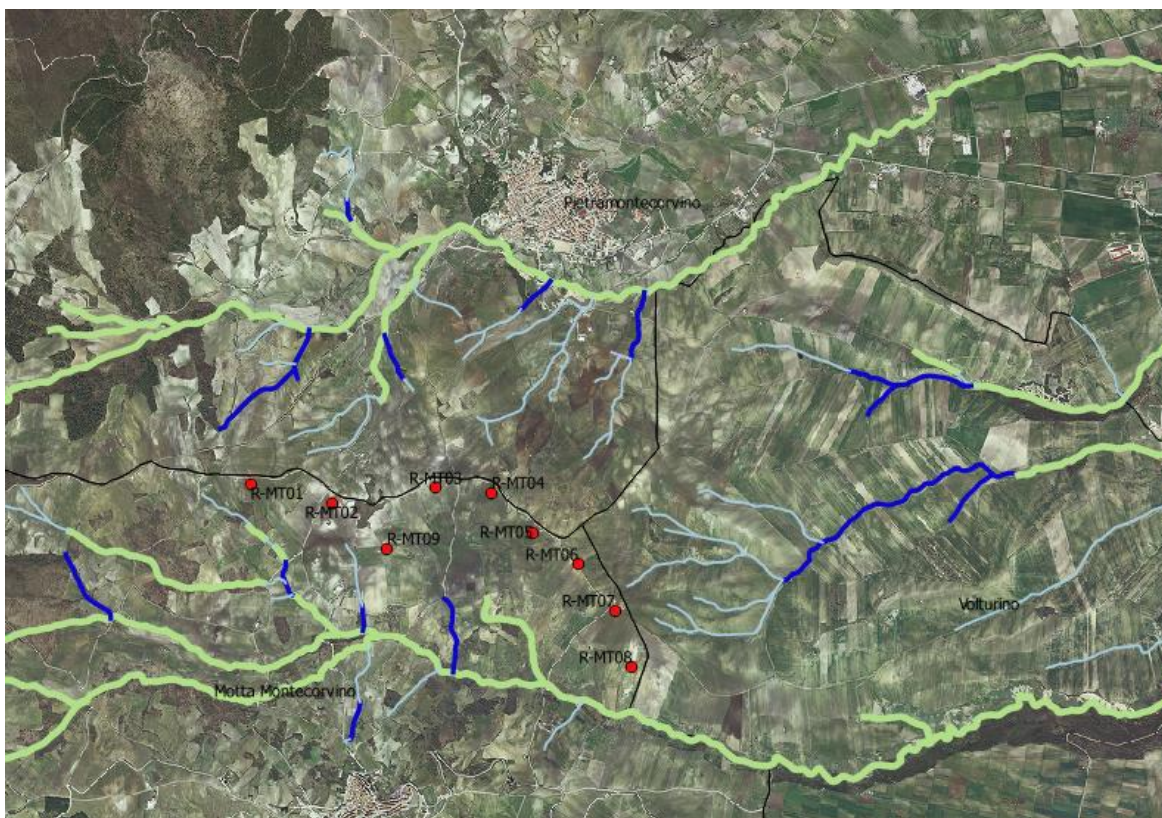 Pietramontecorvino
R-MT01
R-MT02
R-MT03
R-MT04
R-MT05
R-MT09
R-MT06
R-MT07
Volturino
R-MT08
Motta Montecorvino